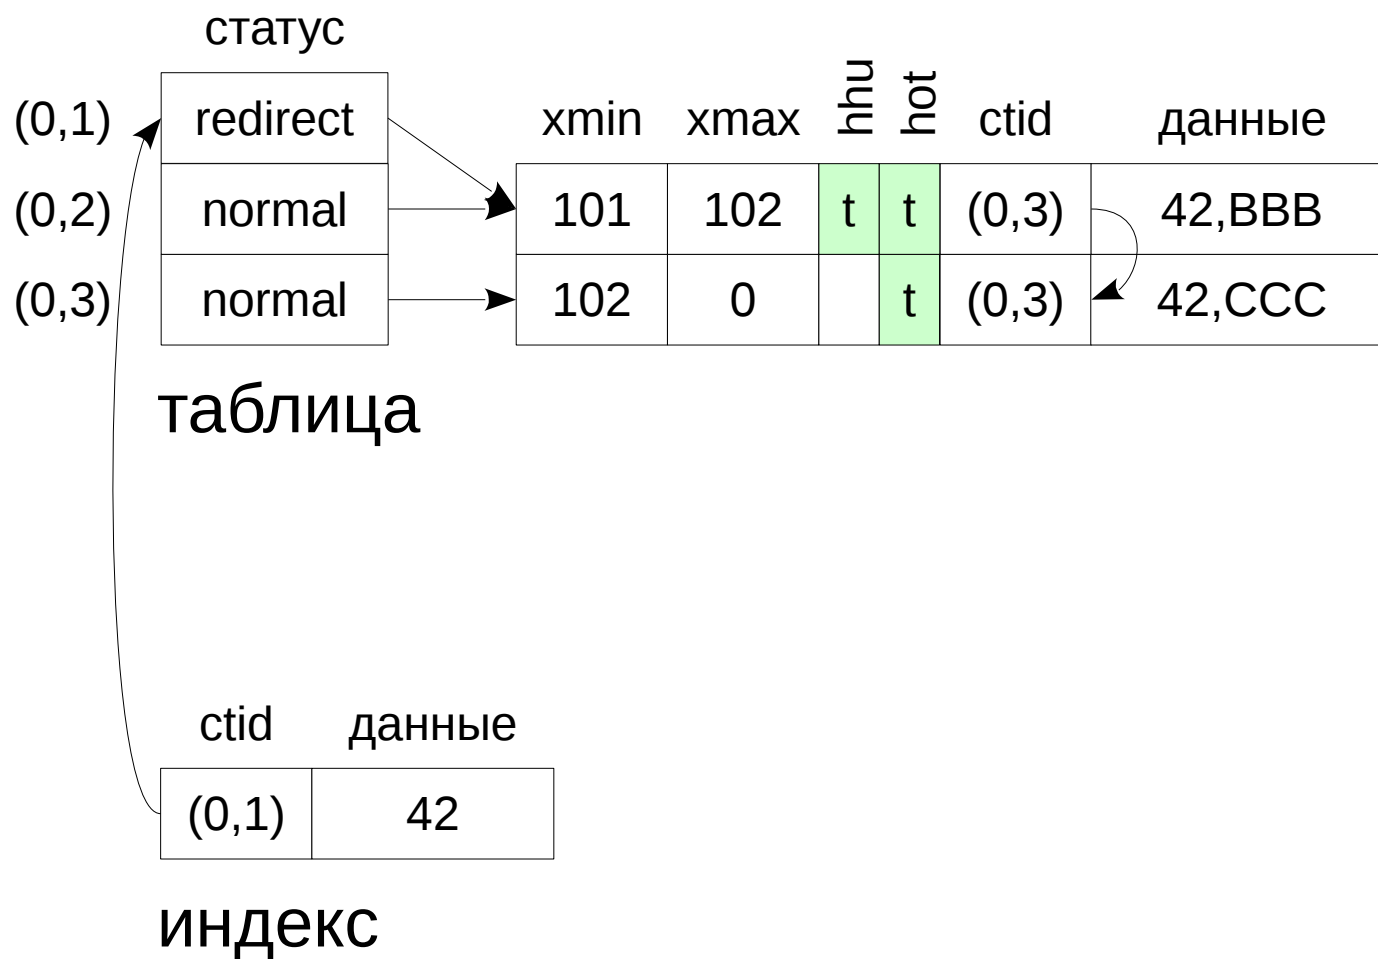 статус
(0,1) redirect xmin xmax hhu hot ctid данные
(0,2) normal 101 102 t t (0,3) 42,BBB
(0,3) normal 102 0 t (0,3) 42,CCC
таблица
ctid данные
(0,1) 42
индекс